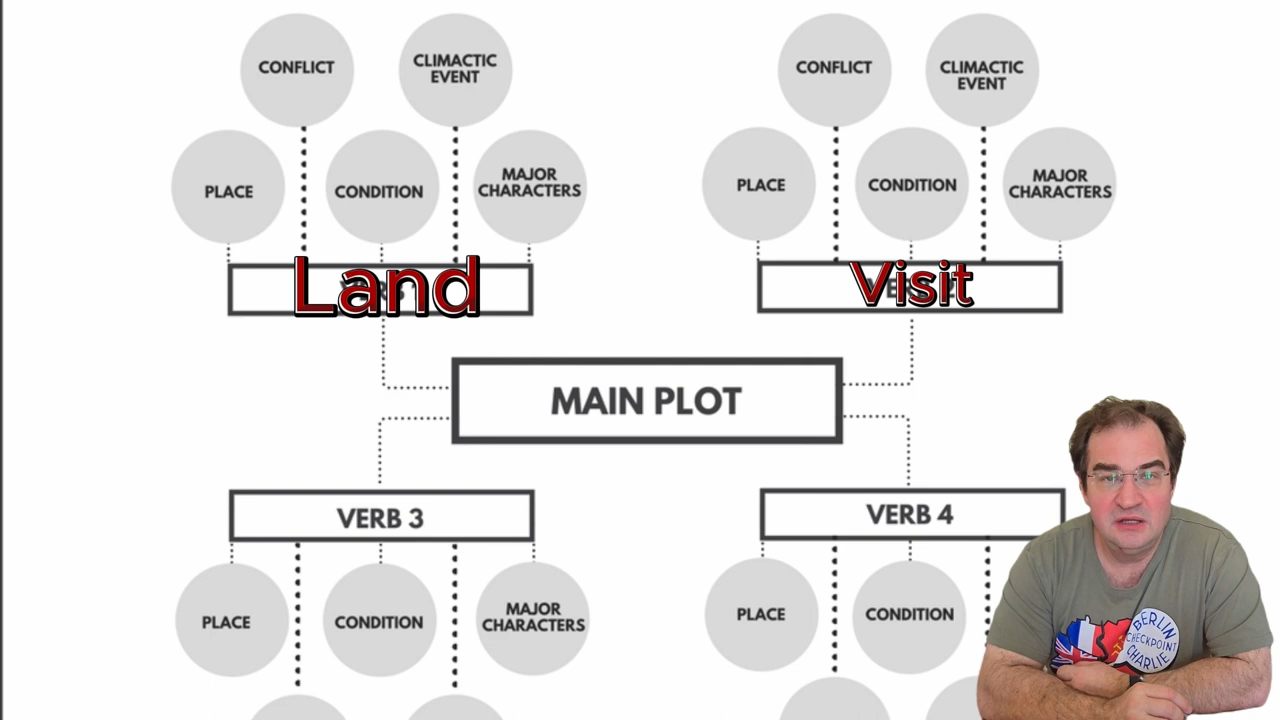 CONFLICT
CLIMACTIC
EVENT
PLACE
CONDITION
MAJOR
CHARACTERS
Land
CONFLICT
CLIMACTIC
EVENT
PLACE
CONDITION
MAJOR
CHARACTERS
Visit
MAIN PLOT
VERB 3
PLACE
CONDITION
MAJOR
CHARACTERS
VERB 4
PLACE
CONDITION
BERLIN
CHECKPOINT
CHARLIE